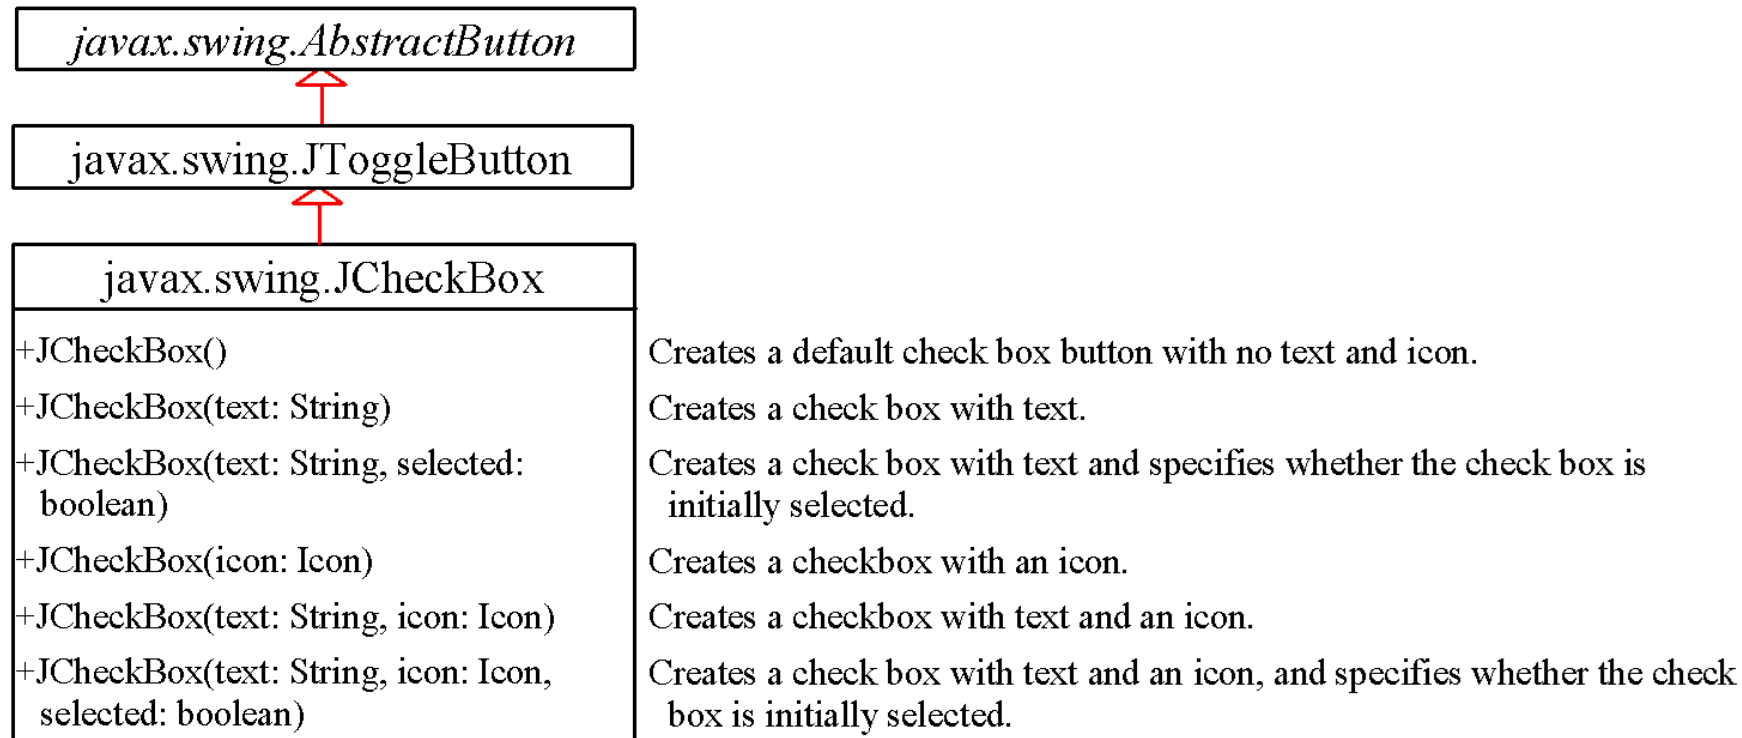 javax.swing.AbstractButton
javax.swing.JToggleButton
javax.swing.JCheckBox
+JCheckBox()
Creates a default check box button with no text and icon.
+JCheckBox(text: String)
Creates a check box with text.
+JCheckBox(text: String, selected:
boolean)
Creates a check box with text and specifies whether the check box is
initially selected.
+JCheckBox(icon: Icon)
Creates a checkbox with an icon.
+JCheckBox(text: String, icon: Icon)
Creates a checkbox with text and an icon.
+JCheckBox(text: String, icon: Icon,
selected: boolean)
Creates a check box with text and an icon, and specifies whether the check
box is initially selected.